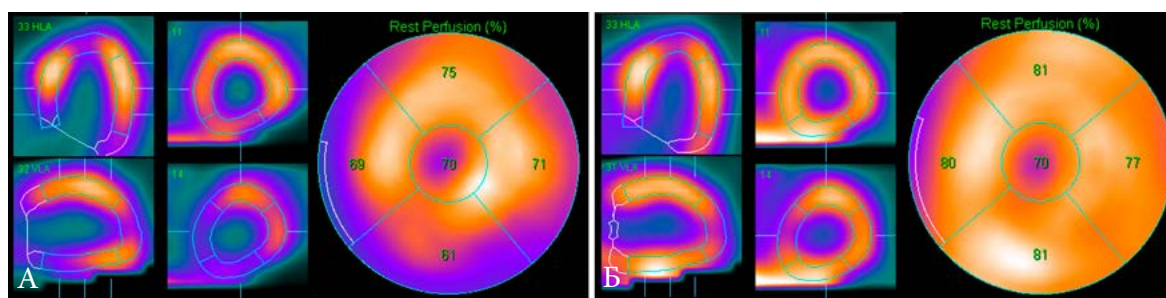 33 HLA
11
Rest Perfusion (%)
75
69
70
71
61
32 VLA
14
А
33 HLA
11
Rest Perfusion (%)
81
80
70
77
81
31 VLA
14
Б